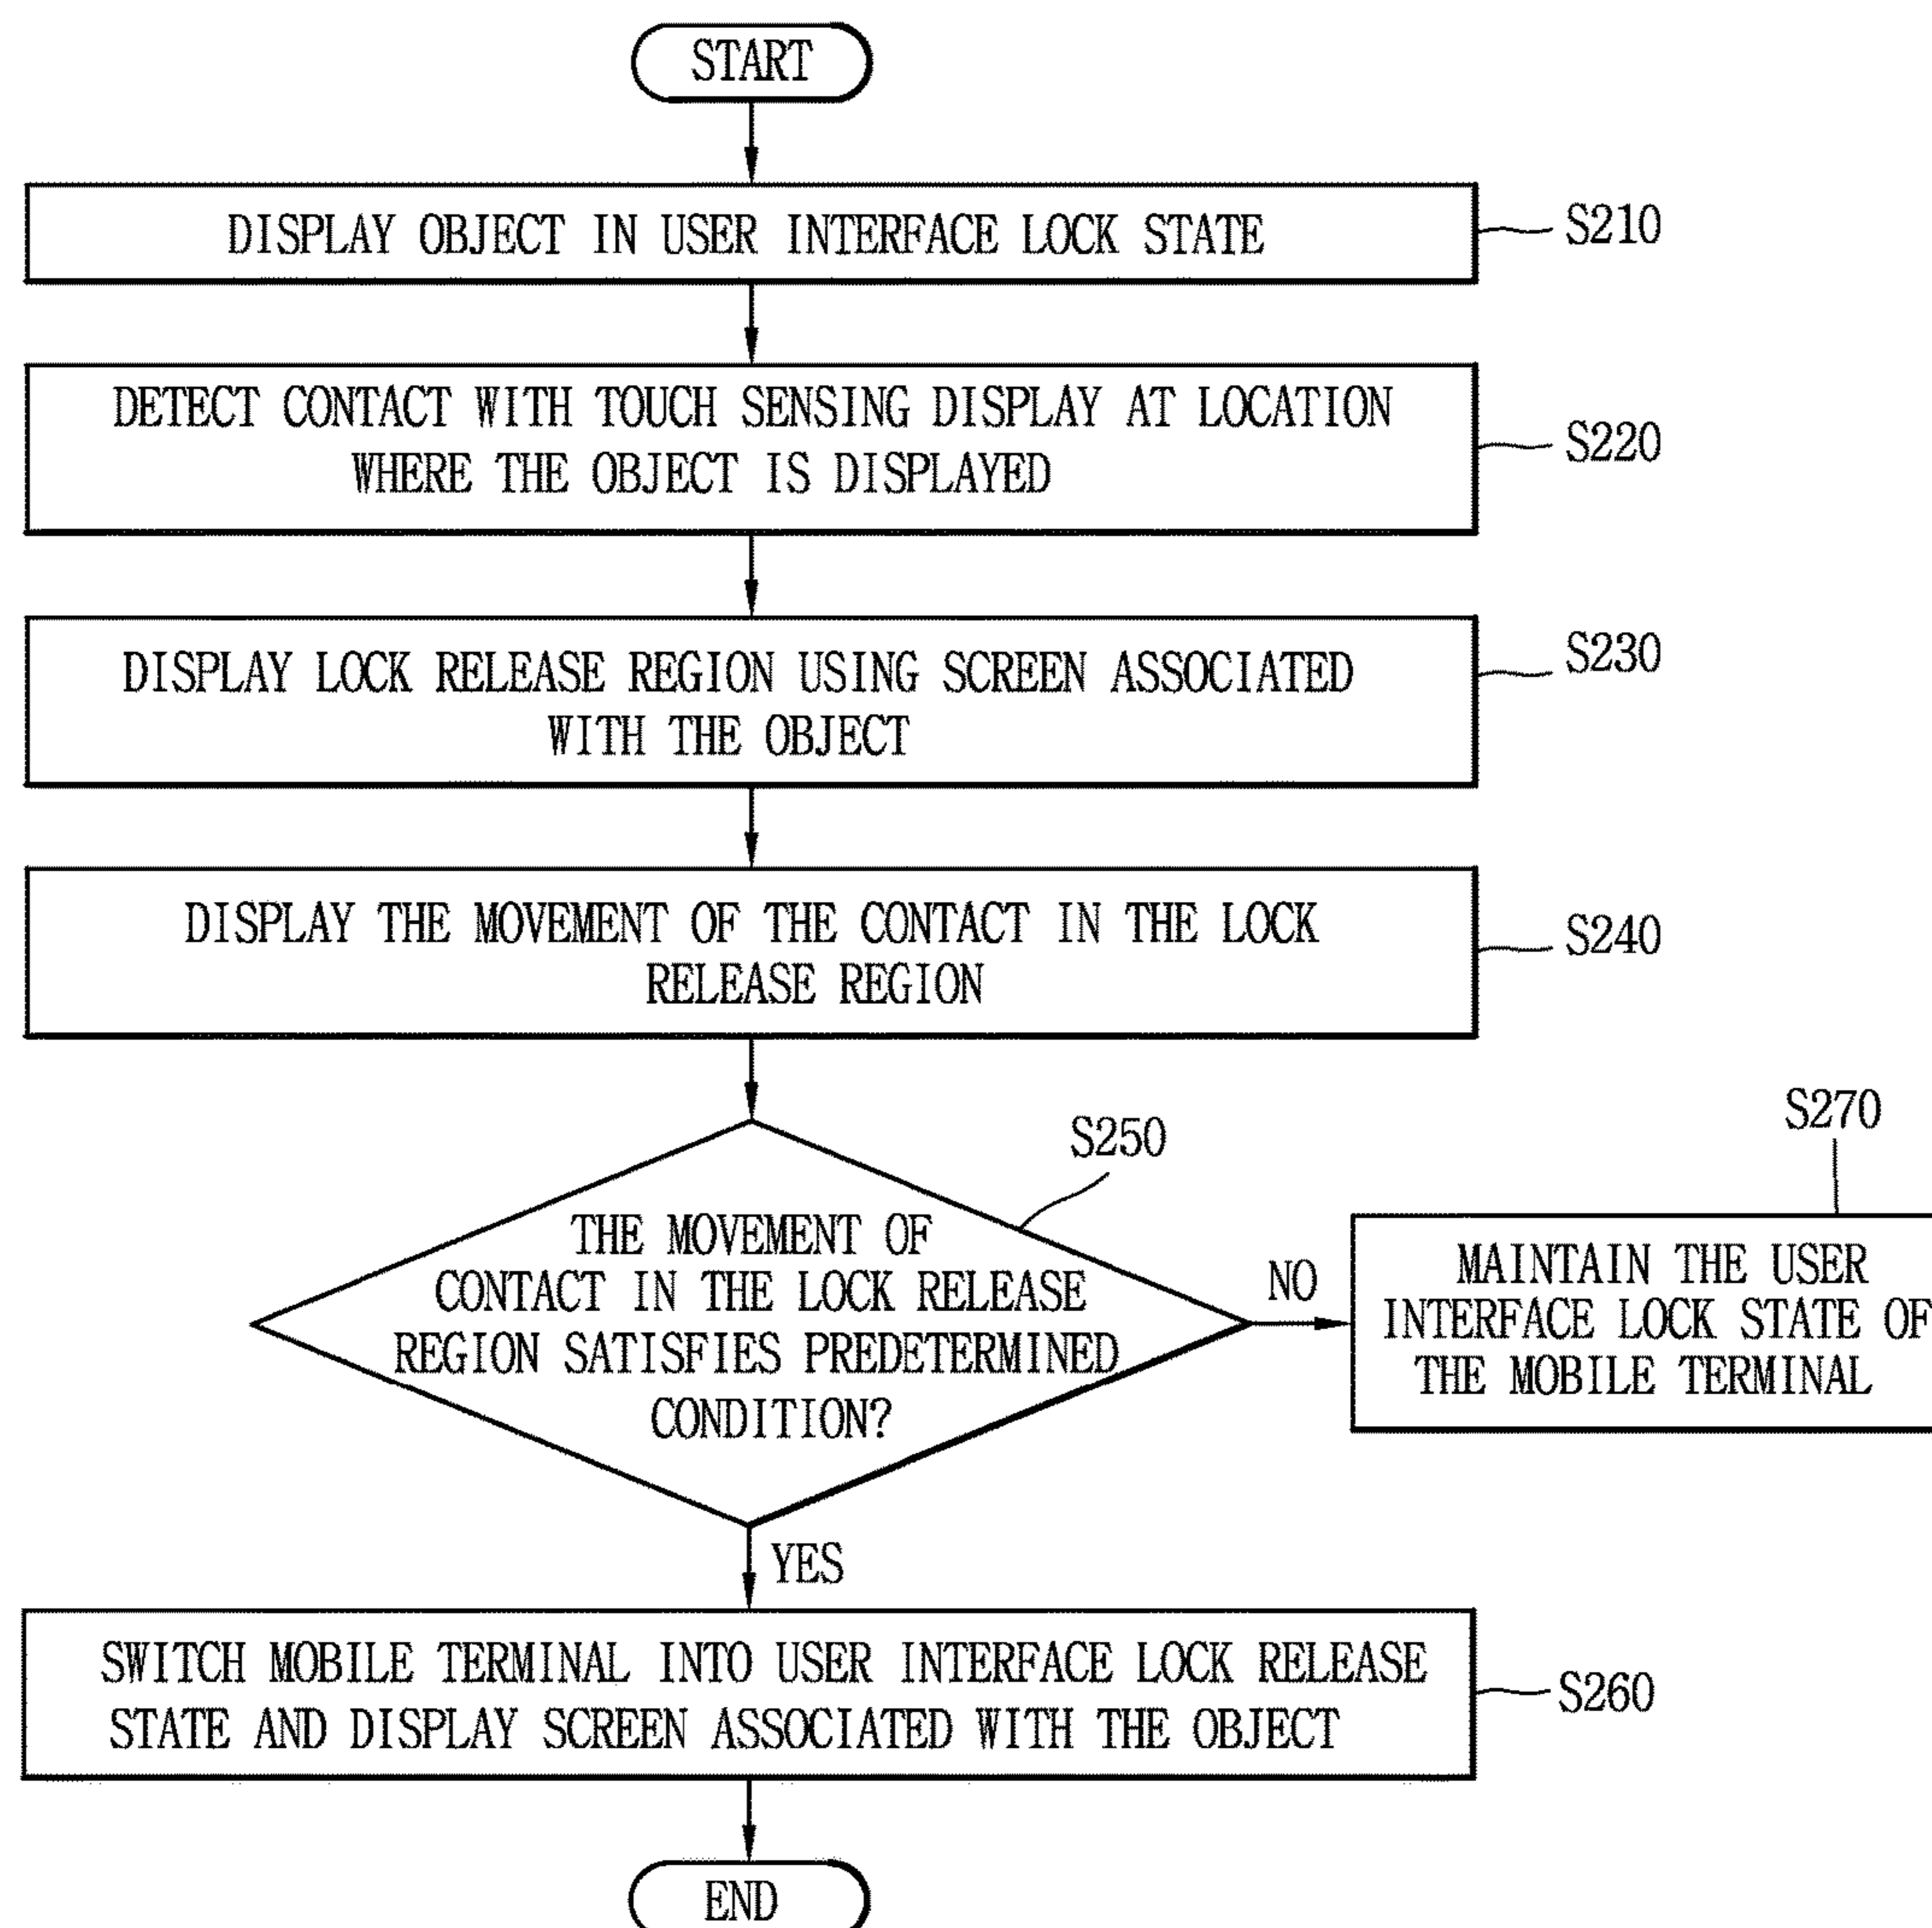 START
DISPLAY OBJECT IN USER INTERFACE LOCK STATE
S210
DETECT CONTACT WITH TOUCH SENSING DISPLAY AT LOCATION
WHERE THE OBJECT IS DISPLAYED
S220
DISPLAY LOCK RELEASE REGION USING SCREEN ASSOCIATED
WITH THE OBJECT
S230
DISPLAY THE MOVEMENT OF THE CONTACT IN THE LOCK
RELEASE REGION
S240
S250
THE MOVEMENT OF
CONTACT IN THE LOCK RELEASE
REGION SATISFIES PREDETERMINED
CONDITION?
NO
S270
MAINTAIN THE USER
INTERFACE LOCK STATE OF
THE MOBILE TERMINAL
YES
SWITCH MOBILE TERMINAL INTO USER INTERFACE LOCK RELEASE
STATE AND DISPLAY SCREEN ASSOCIATED WITH THE OBJECT
S260
END